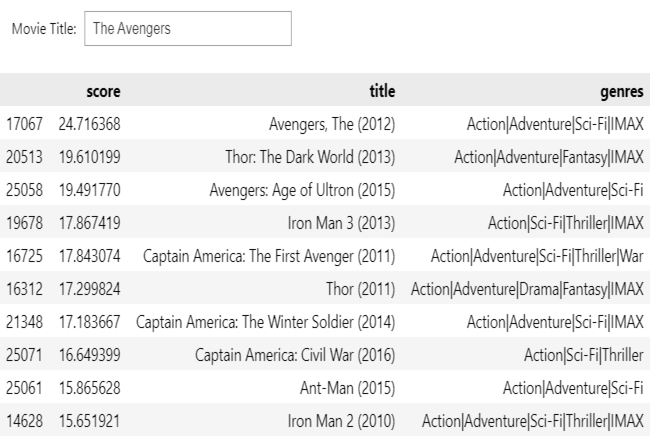 Movie Title: The Avengers
score title genres
17067 24.716368 Avengers, The (2012) Action|Adventure|Sci-Fi|IMAX
20513 19.610199 Thor: The Dark World (2013) Action|Adventure|Fantasy|IMAX
25058 19.491770 Avengers: Age of Ultron (2015) Action|Adventure|Sci-Fi
19678 17.867419 Iron Man 3 (2013) Action|Sci-Fi|Thriller|IMAX
16725 17.843074 Captain America: The First Avenger (2011) Action|Adventure|Sci-Fi|Thriller|War
16312 17.299824 Thor (2011) Action|Adventure|Drama|Fantasy|IMAX
21348 17.183667 Captain America: The Winter Soldier (2014) Action|Adventure|Sci-Fi|IMAX
25071 16.649399 Captain America: Civil War (2016) Action|Sci-Fi|Thriller
25061 15.865628 Ant-Man (2015) Action|Adventure|Sci-Fi
14628 15.651921 Iron Man 2 (2010) Action|Adventure|Sci-Fi|Thriller|IMAX